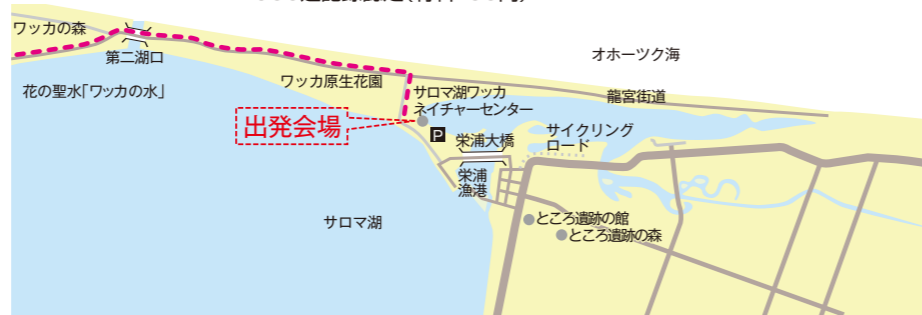 ワッカの森
第二湖口
オホーツク海
花の聖水「ワッカの水」
ワッカ原生花園
サロマ湖ワッカ
ネイチャーセンター
龍宮街道
出発会場
P
栄浦大橋
サイクリング
ロード
栄浦
漁港
サロマ湖
ところ遺跡の館
ところ遺跡の森